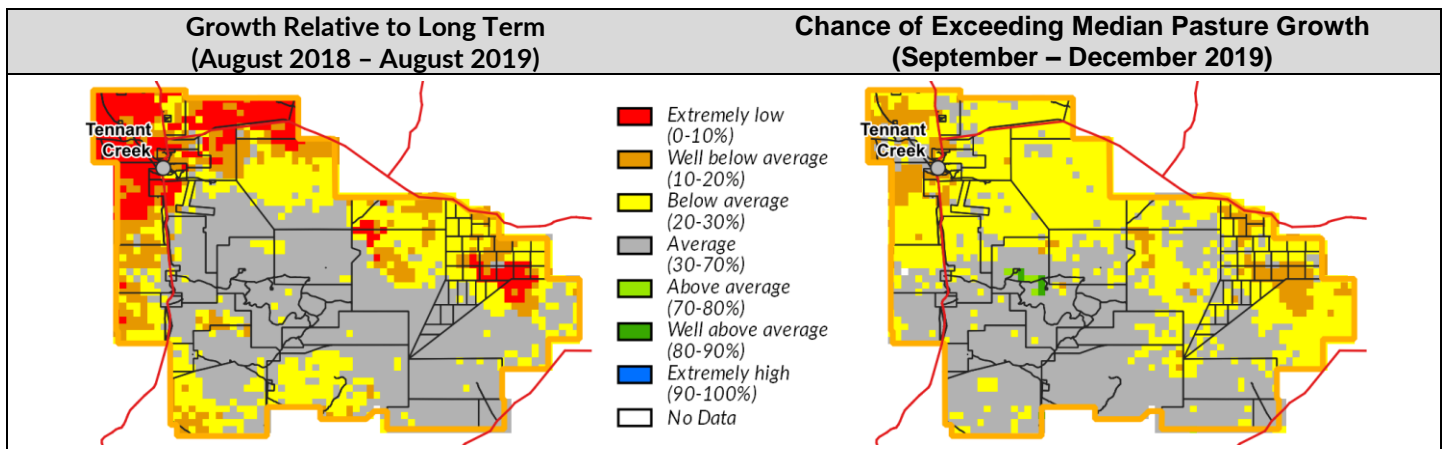 Growth Relative to Long Term
(August 2018 – August 2019)
Chance of Exceeding Median Pasture Growth
(September – December 2019)
Tennant
Creek
Extremely low
(0-10%)
Well below average
(10-20%)
Below average
(20-30%)
Average
(30-70%)
Above average
(70-80%)
Well above average
(80-90%)
Extremely high
(90-100%)
No Data
Tennant
Creek